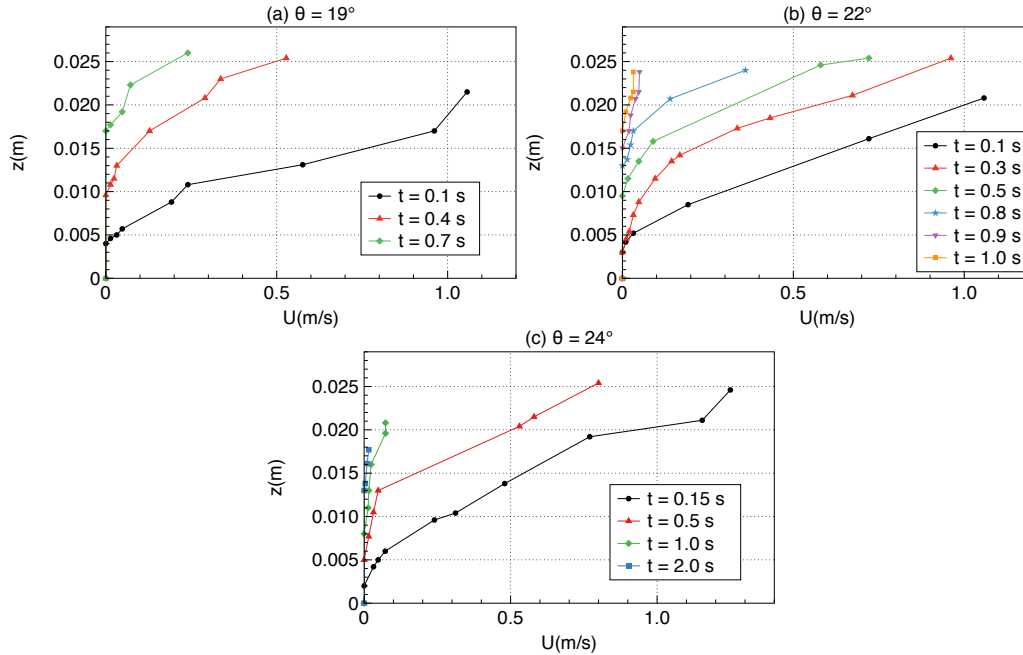 (a) θ = 19°
z(m)
0.025
0.020
0.015
0.010
0.005
0
0
0.5
1.0
U(m/s)
t = 0.1 s
t = 0.4 s
t = 0.7 s
(b) θ = 22°
z(m)
0.025
0.020
0.015
0.010
0.005
0
0
0.5
1.0
U(m/s)
t = 0.1 s
t = 0.3 s
t = 0.5 s
t = 0.8 s
t = 0.9 s
t = 1.0 s
(c) θ = 24°
z(m)
0.025
0.020
0.015
0.010
0.005
0
0
0.5
1.0
U(m/s)
t = 0.15 s
t = 0.5 s
t = 1.0 s
t = 2.0 s